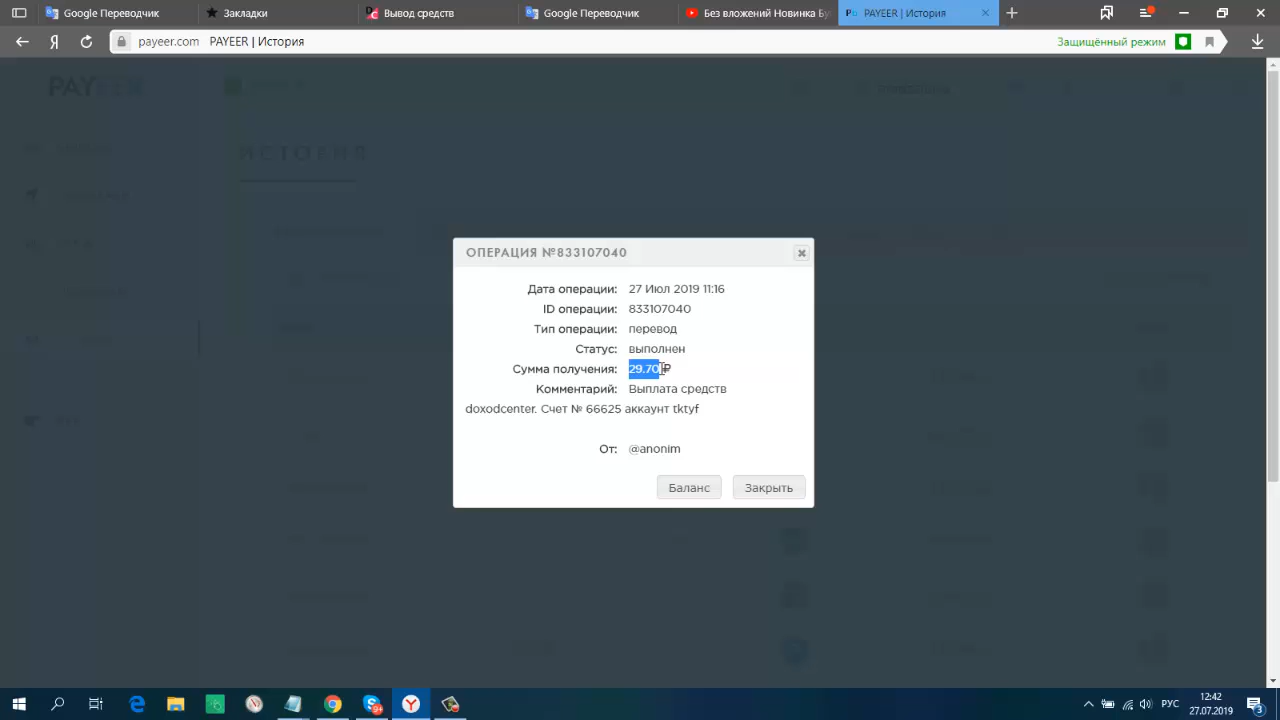 Google Переводчик
Закладки
Вывод средств
Google Переводчик
Без вложений Новинка Бу
PAYEER | История
payeer.com PAYEER | История
Защищённый режим
PAYEER
ИСТОРИЯ
ОПЕРАЦИЯ №833107040
Дата операции: 27 Июл 2019 11:16
ID операции: 833107040
Тип операции: перевод
Статус: выполнен
Сумма получения: 29.70 ₽
Комментарий: Выплата средств
doxodcenter. Счет № 66625 аккаунт tktyf
От: @anonim
Баланс Закрыть
РУС
12:42
27.07.2019
3